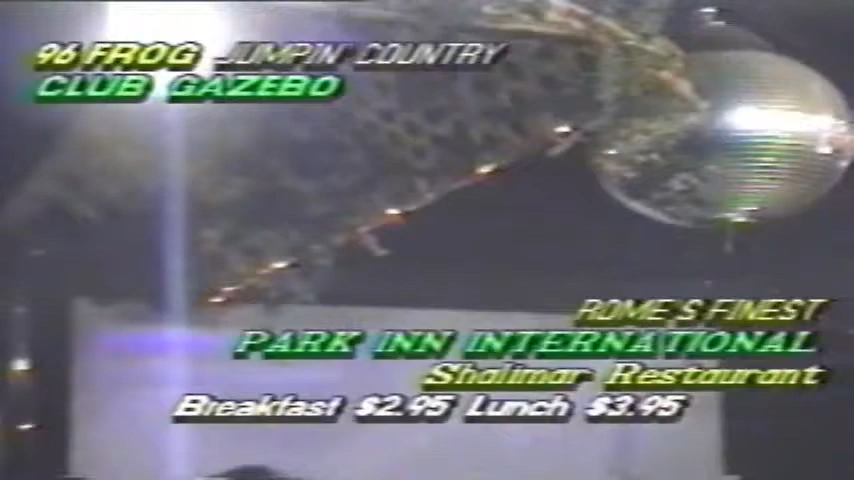 96 FROG JUMPIN' COUNTRY
CLUB GAZEBO
ROME'S FINEST
PARK INN INTERNATIONAL
Shalimar Restaurant
Breakfast $2.95 Lunch $3.95